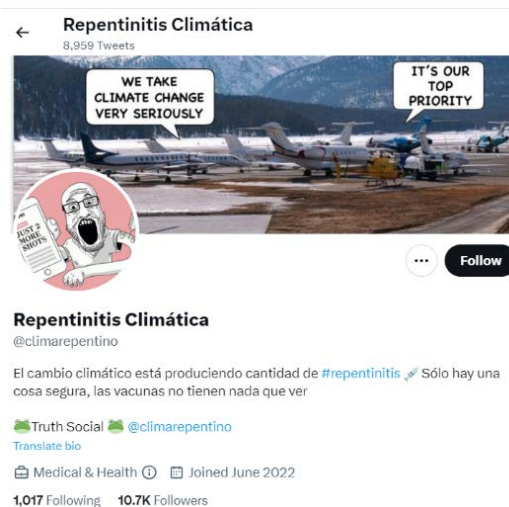 Repentinitis Climática
8,959 Tweets
WE TAKE
CLIMATE CHANGE
VERY SERIOUSLY
IT'S OUR
TOP
PRIORITY
JUST 2
MORE
SHOTS
Follow
Repentinitis Climática
@climarepentino
El cambio climático está produciendo cantidad de #repentinitis 💉 Sólo hay una
cosa segura, las vacunas no tienen nada que ver
🐸Truth Social 🐸 @climarepentino
Translate bio
Medical & Health Joined June 2022
1,017 Following 10.7K Followers